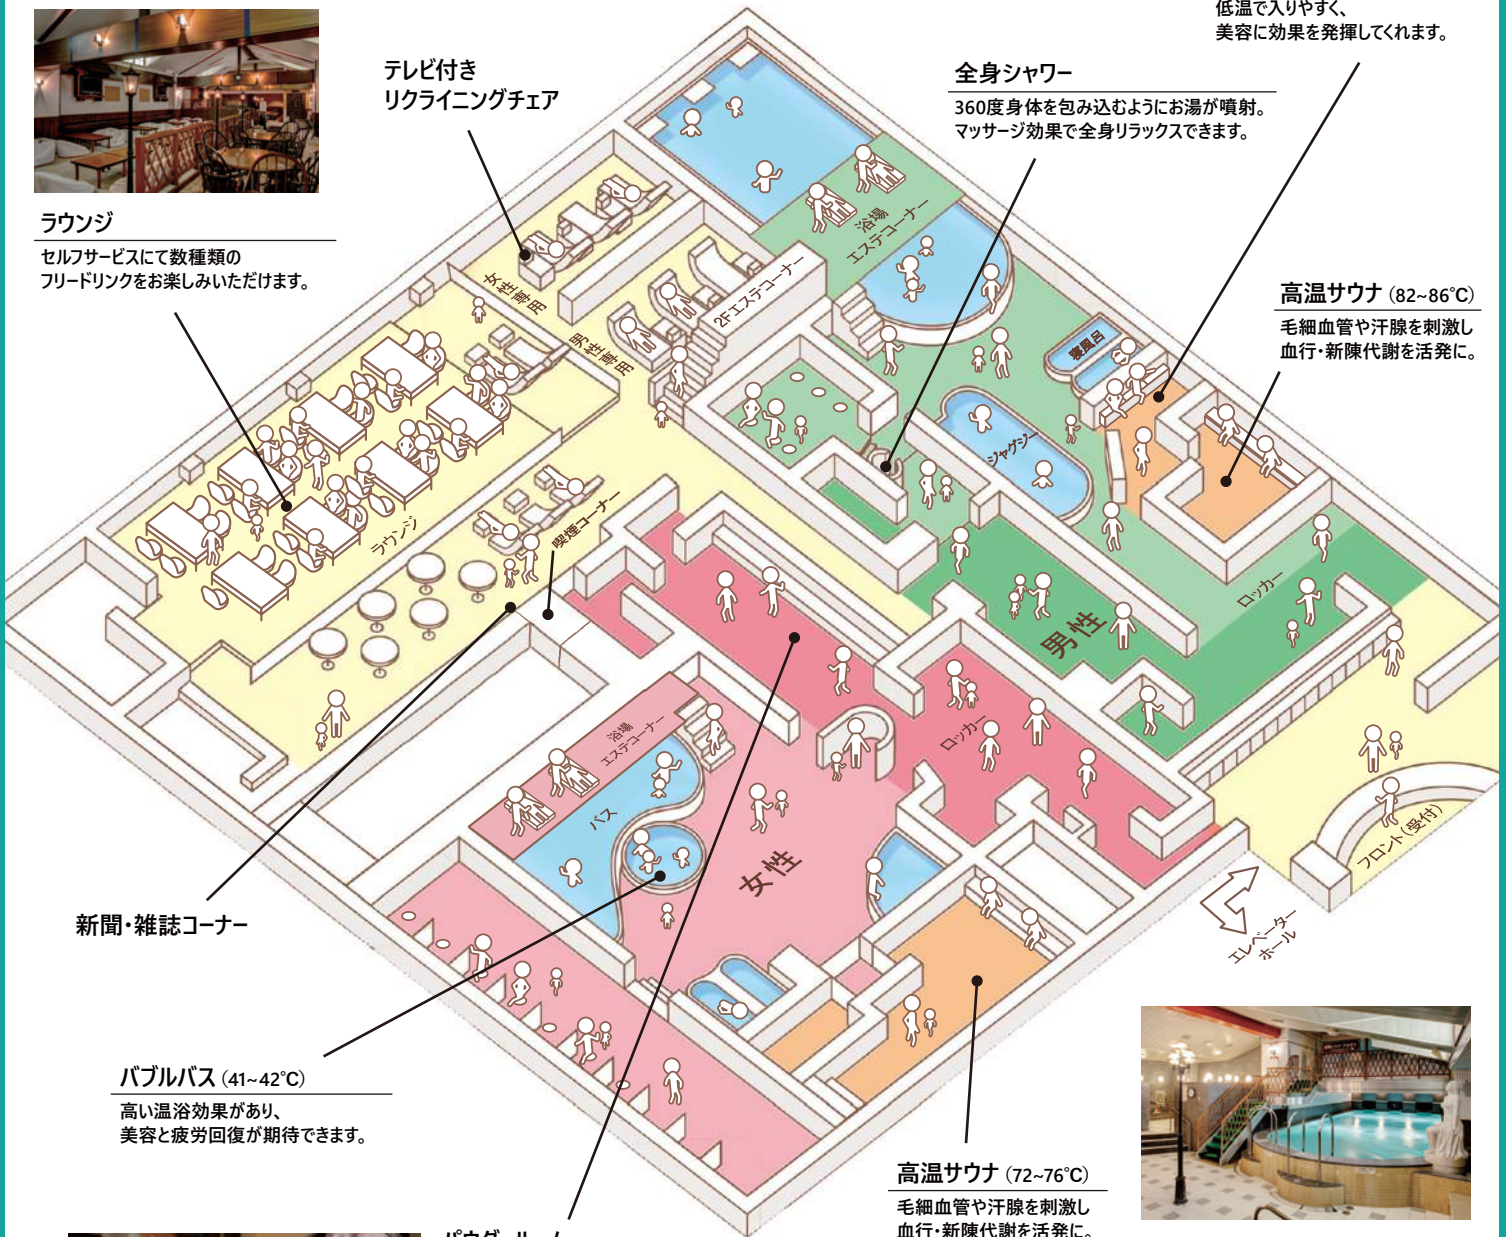 低温で入りやすく、
美容に効果を発揮してくれます。
テレビ付き
リクライニングチェア
全身シャワー
360度身体を包み込むようにお湯が噴射。
マッサージ効果で全身リラックスできます。
ラウンジ
セルフサービスにて数種類の
フリードリンクをお楽しみいただけます。
高温サウナ (82~86℃)
毛細血管や汗腺を刺激し
血行・新陳代謝を活発に。
浴場
エステコーナー
女性専用
男性専用
2Fエステコーナー
寝風呂
ジャグジー
ラウンジ
喫煙コーナー
ロッカー
男性
浴場
エステコーナー
バス
ロッカー
女性
フロント(受付)
エレベーター
ホール
新聞・雑誌コーナー
バブルバス (41~42℃)
高い温浴効果があり、
美容と疲労回復が期待できます。
高温サウナ (72~76℃)
毛細血管や汗腺を刺激し
血行・新陳代謝を活発に。
パウダールーム